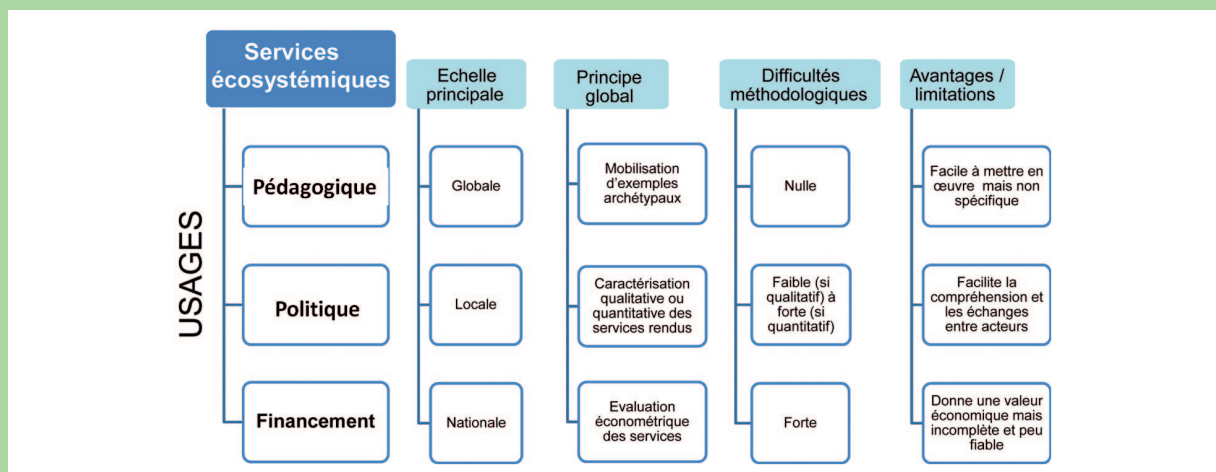 Services
écosystémiques
Echelle
principale
Principe
global
Difficultés
méthodologiques
Avantages /
limitations
USAGES
Pédagogique
Globale
Mobilisation
d'exemples
archétypaux
Nulle
Facile à mettre en
œuvre mais non
spécifique
Politique
Locale
Caractérisation
qualitative ou
quantitative des
services rendus
Faible (si
qualitatif) à
forte (si
quantitatif)
Facilite la
compréhension et
les échanges
entre acteurs
Financement
Nationale
Evaluation
économétrique
des services
Forte
Donne une valeur
économique mais
incomplète et peu
fiable